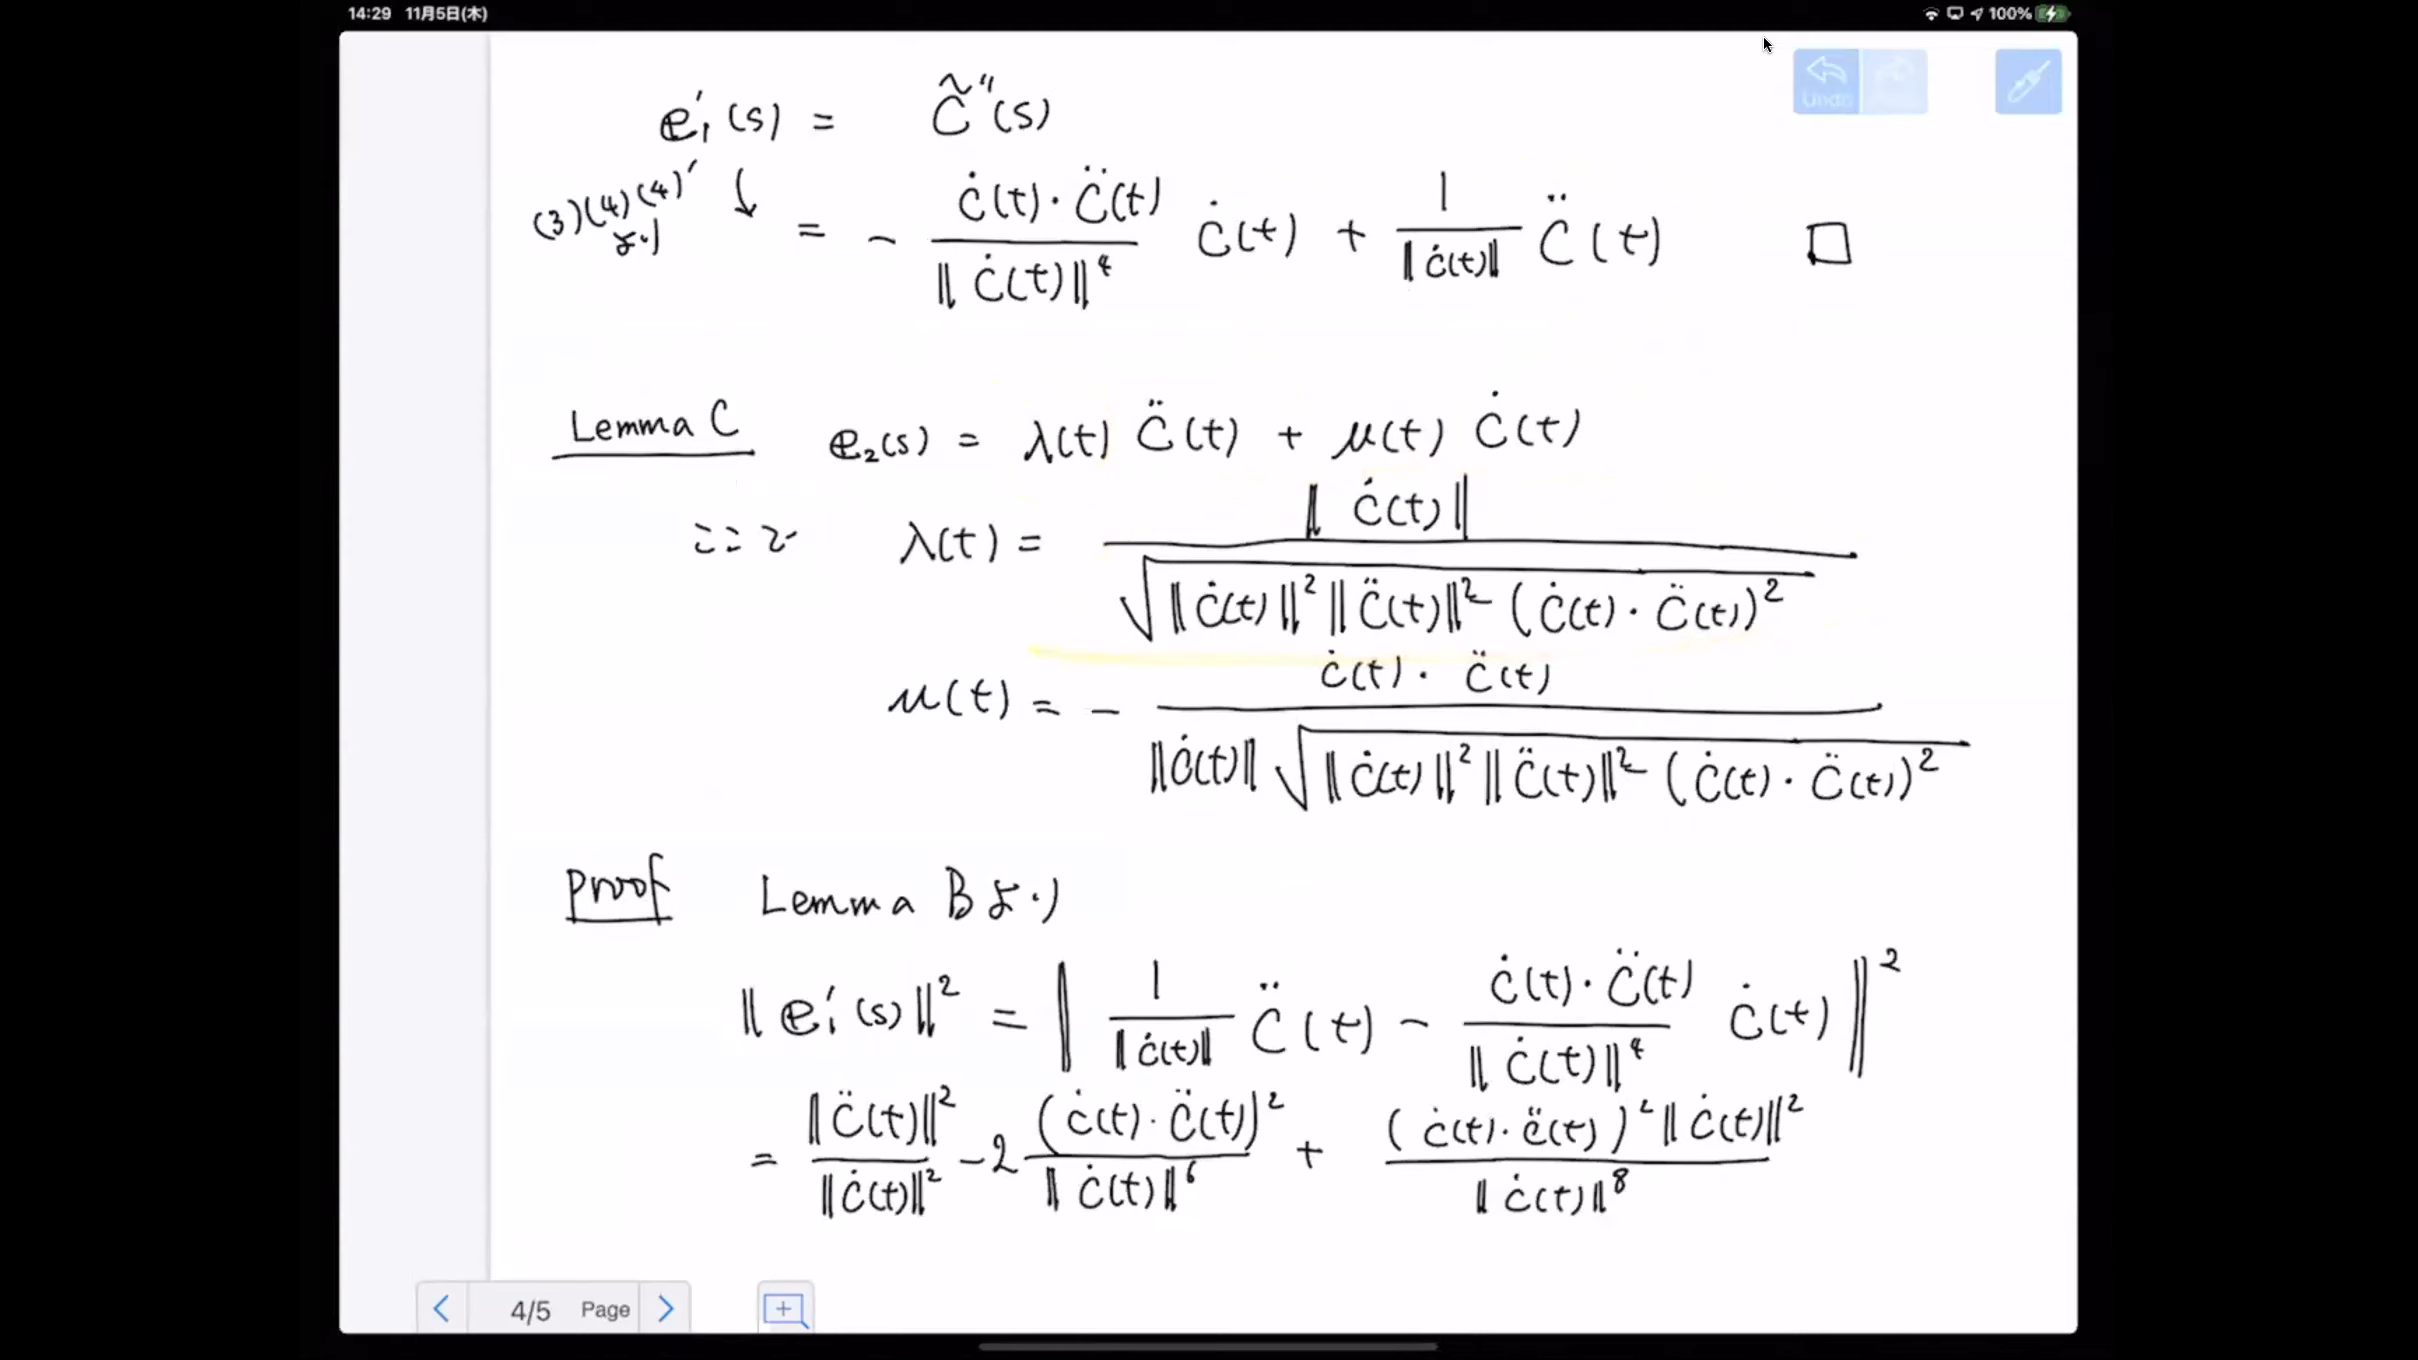 14:29 11月5日(木) 100%
Undo
e₁′(s) = C̃″(s)
(3)(4)(4)′ より ↓ = − ċ(t)·C̈(t) / ‖ċ(t)‖⁴ ċ(t) + 1 / ‖ċ(t)‖ C̈(t) □
Lemma C e₂(s) = λ(t) C̈(t) + μ(t) ċ(t)
ここで λ(t) = ‖ċ(t)‖ / √‖ċ(t)‖²‖C̈(t)‖² (ċ(t)·C̈(t))²
μ(t) = − ċ(t)·c̈(t) / ‖ċ(t)‖ √‖ċ(t)‖²‖C̈(t)‖² (ċ(t)·C̈(t))²
Proof Lemma B より
‖e₁′(s)‖² = ‖ 1 / ‖ċ(t)‖ C̈(t) − ċ(t)·C̈(t) / ‖ċ(t)‖⁴ ċ(t) ‖²
= ‖c̈(t)‖² / ‖ċ(t)‖² − 2 (ċ(t)·C̈(t))² / ‖ċ(t)‖⁶ + (ċ(t)·c̈(t))²‖ċ(t)‖² / ‖ċ(t)‖⁸
4/5 Page